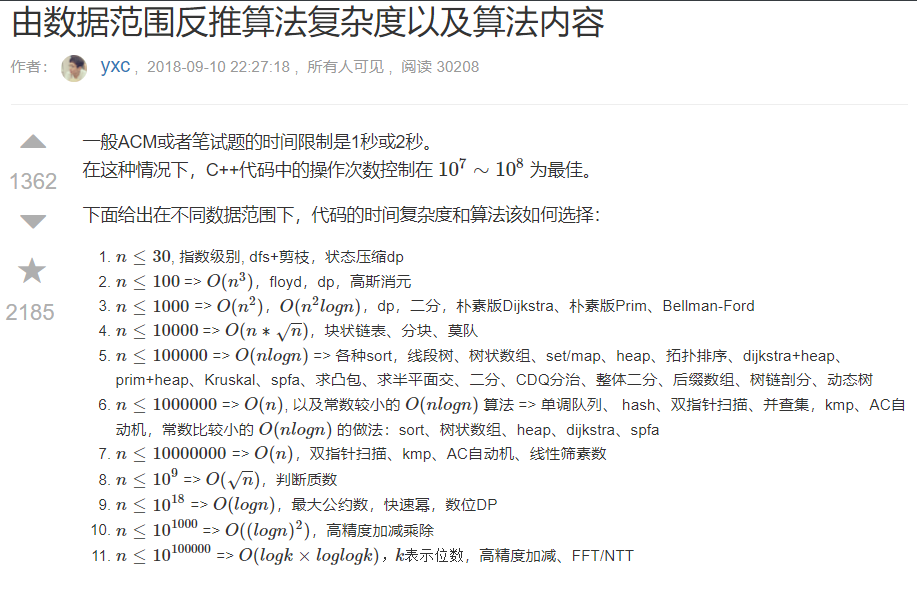 由数据范围反推算法复杂度以及算法内容
作者： yxc ，2018-09-10 22:27:18 ，所有人可见 ，阅读 30208
1362
2185
一般ACM或者笔试题的时间限制是1秒或2秒。
在这种情况下，C++代码中的操作次数控制在 10^7 ∼ 10^8 为最佳。
下面给出在不同数据范围下，代码的时间复杂度和算法该如何选择：
1. n ≤ 30, 指数级别, dfs+剪枝，状态压缩dp
2. n ≤ 100 => O(n^3)，floyd，dp，高斯消元
3. n ≤ 1000 => O(n^2)，O(n^2logn)，dp，二分，朴素版Dijkstra、朴素版Prim、Bellman-Ford
4. n ≤ 10000 => O(n ∗ √n)，块状链表、分块、莫队
5. n ≤ 100000 => O(nlogn) => 各种sort，线段树、树状数组、set/map、heap、拓扑排序、dijkstra+heap、
prim+heap、Kruskal、spfa、求凸包、求半平面交、二分、CDQ分治、整体二分、后缀数组、树链剖分、动态树
6. n ≤ 1000000 => O(n), 以及常数较小的 O(nlogn) 算法 => 单调队列、 hash、双指针扫描、并查集，kmp、AC自
动机，常数比较小的 O(nlogn) 的做法：sort、树状数组、heap、dijkstra、spfa
7. n ≤ 10000000 => O(n)，双指针扫描、kmp、AC自动机、线性筛素数
8. n ≤ 10^9 => O(√n)，判断质数
9. n ≤ 10^18 => O(logn)，最大公约数，快速幂，数位DP
10. n ≤ 10^1000 => O((logn)^2)，高精度加减乘除
11. n ≤ 10^100000 => O(logk × loglogk)，k表示位数，高精度加减、FFT/NTT